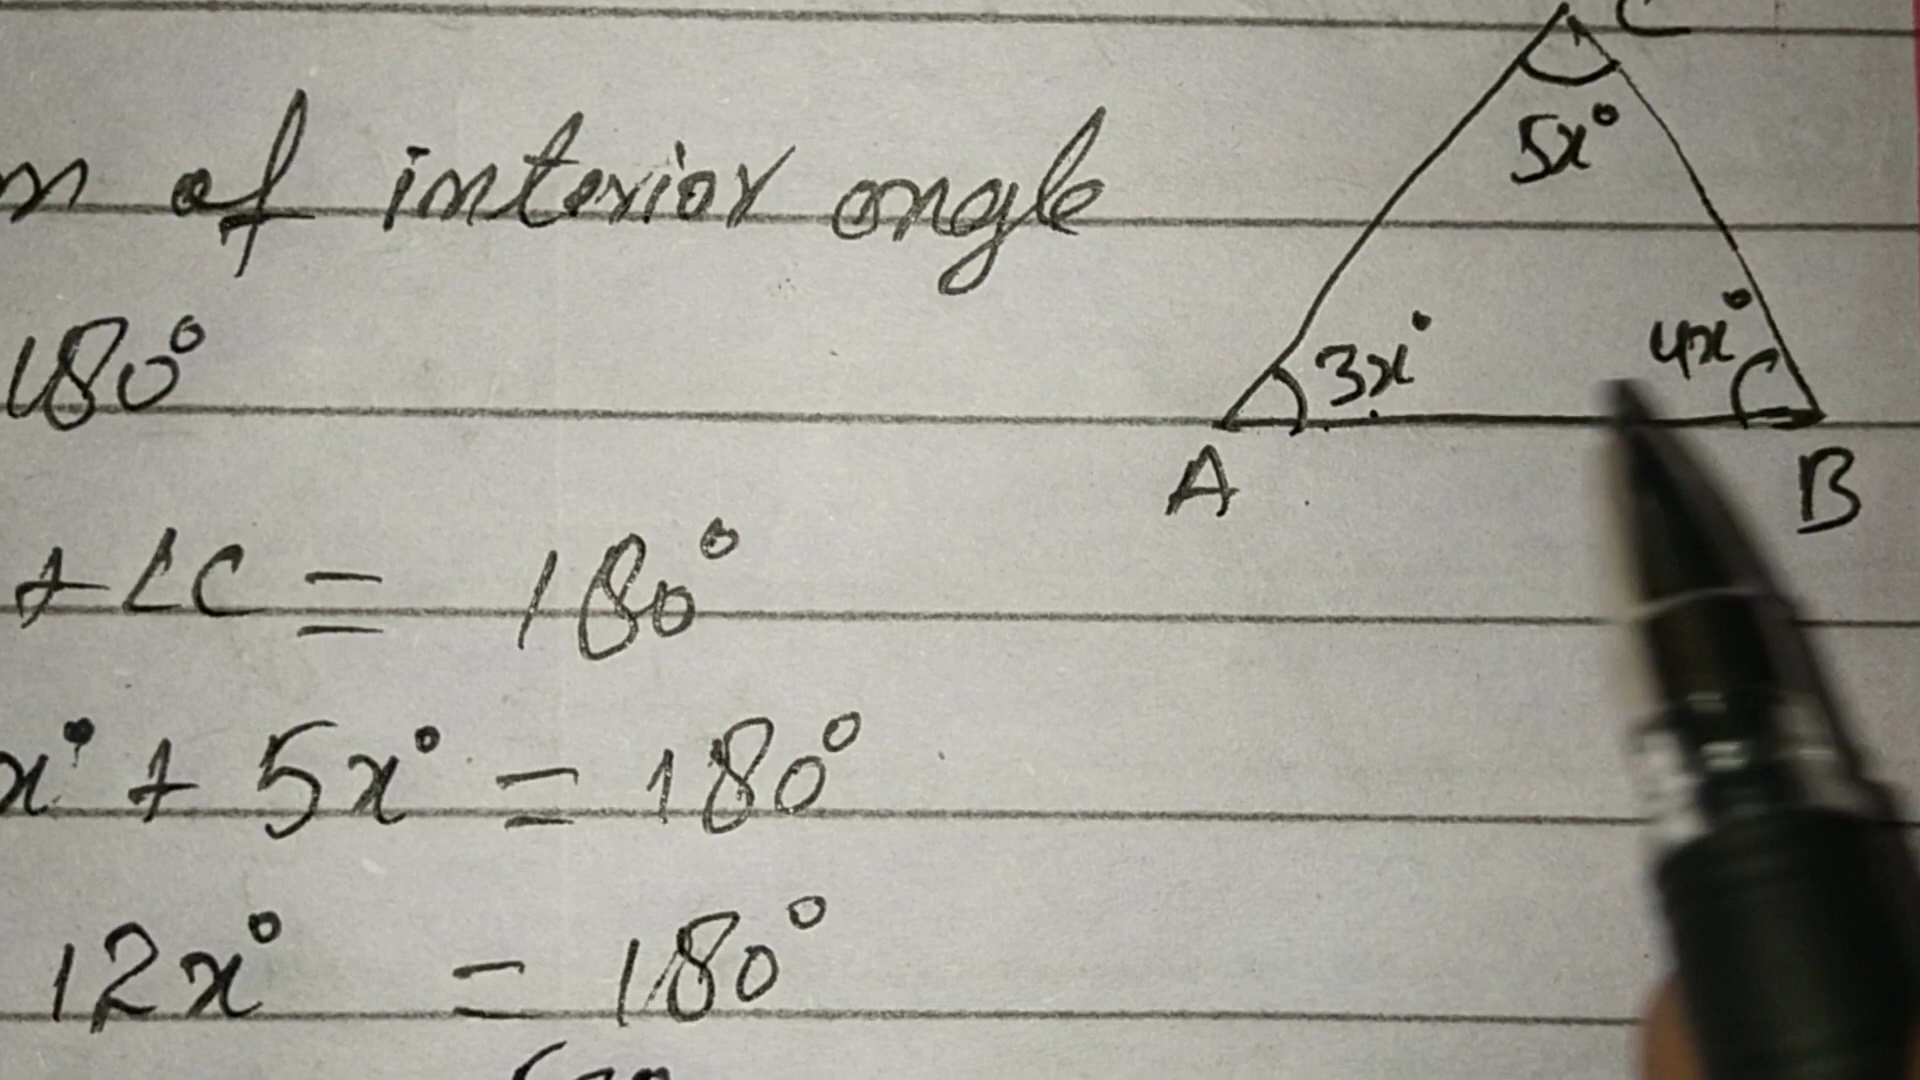 C
5x°
of interior angle
180°
3x°
4x°
A
B
+ ∠C = 180°
x° + 5x° = 180°
12x° = 180°